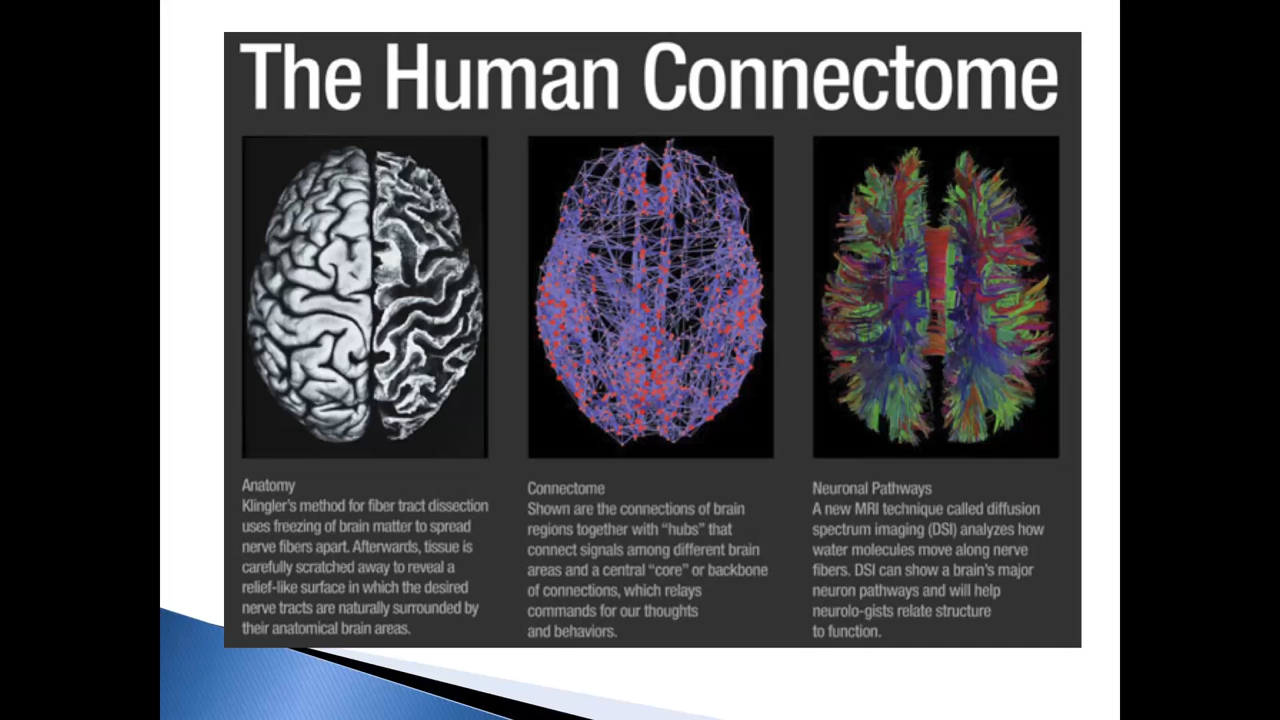 The Human Connectome
Anatomy
Klingler's method for fiber tract dissection
uses freezing of brain matter to spread
nerve fibers apart. Afterwards, tissue is
carefully scratched away to reveal a
relief-like surface in which the desired
nerve tracts are naturally surrounded by
their anatomical brain areas.
Connectome
Shown are the connections of brain
regions together with “hubs” that
connect signals among different brain
areas and a central “core” or backbone
of connections, which relays
commands for our thoughts
and behaviors.
Neuronal Pathways
A new MRI technique called diffusion
spectrum imaging (DSI) analyzes how
water molecules move along nerve
fibers. DSI can show a brain's major
neuron pathways and will help
neurolo-gists relate structure
to function.